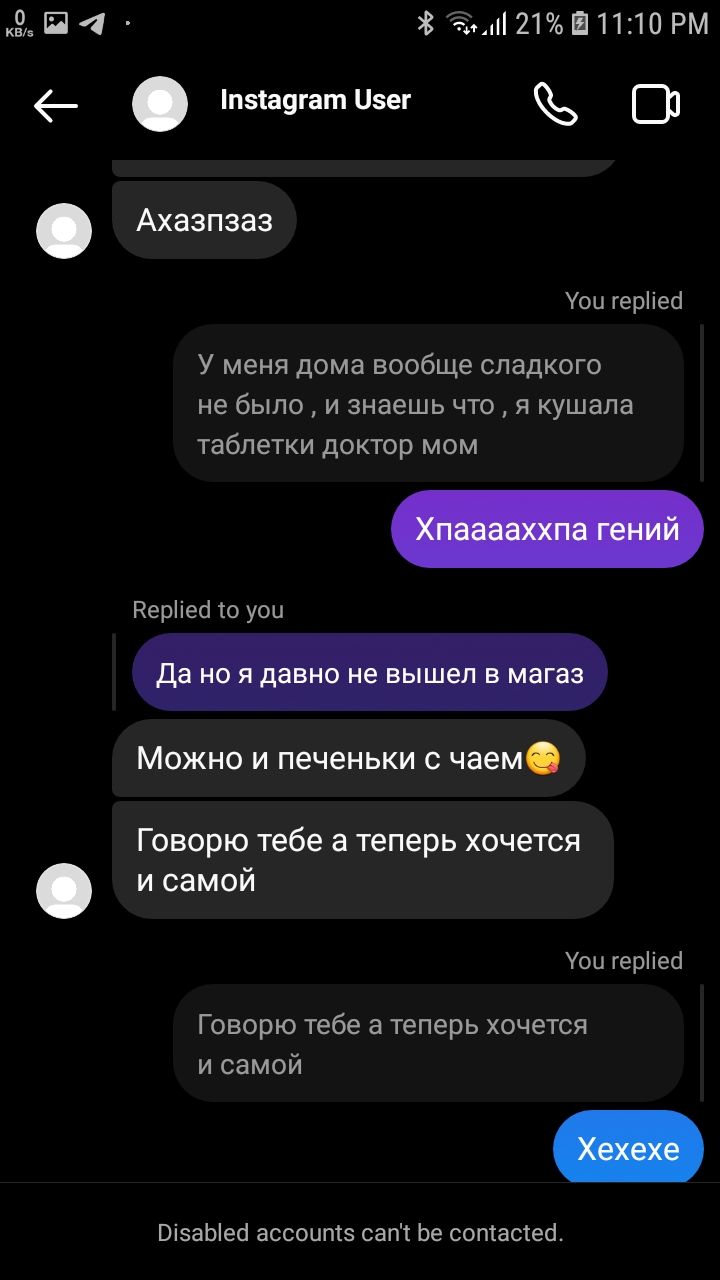 0
KB/s
21%
11:10 PM
Instagram User
Ахазпзаз
You replied
У меня дома вообще сладкого
не было , и знаешь что , я кушала
таблетки доктор мом
Хпааааххпа гений
Replied to you
Да но я давно не вышел в магаз
Можно и печеньки с чаем😋
Говорю тебе а теперь хочется
и самой
You replied
Говорю тебе а теперь хочется
и самой
Хехехе
Disabled accounts can't be contacted.